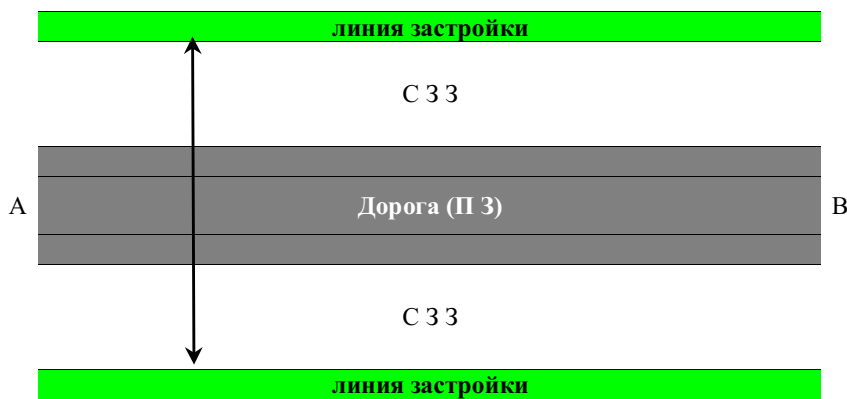 линия застройки
С З З
А
Дорога (П З)
В
С З З
линия застройки